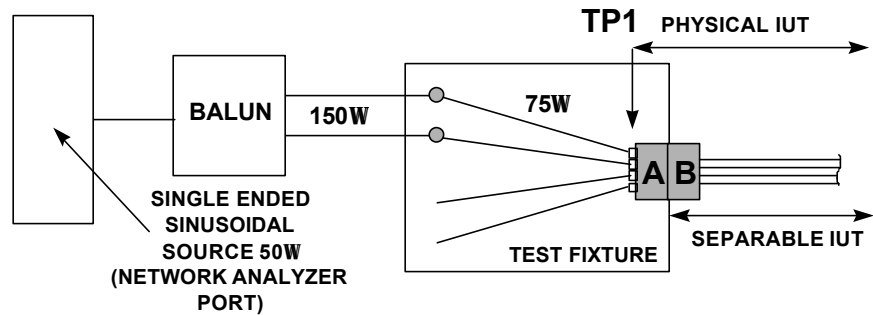 TP1
PHYSICAL IUT
BALUN
150W
75W
A B
SINGLE ENDED
SINUSOIDAL
SOURCE 50W
(NETWORK ANALYZER
PORT)
TEST FIXTURE
SEPARABLE IUT